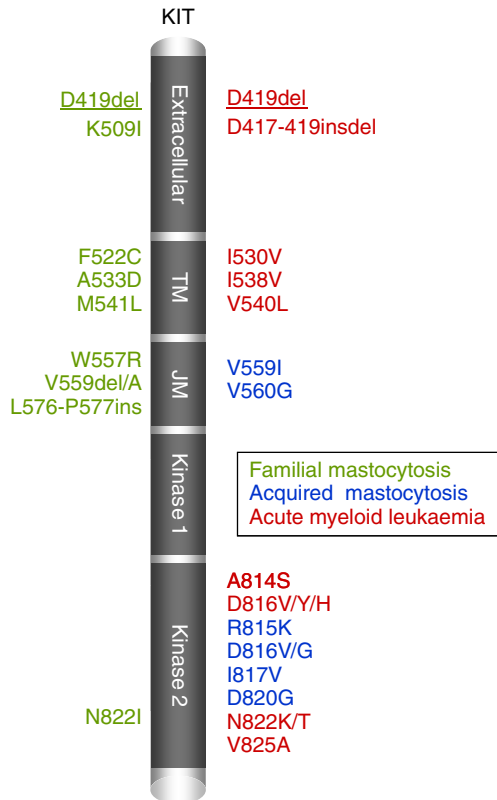 KIT
Extracellular
D419del
K509I
D419del
D417-419insdel
TM
F522C
A533D
M541L
I530V
I538V
V540L
JM
W557R
V559del/A
L576-P577ins
V559I
V560G
Kinase 1
Familial mastocytosis
Acquired mastocytosis
Acute myeloid leukaemia
Kinase 2
N822I
A814S
D816V/Y/H
R815K
D816V/G
I817V
D820G
N822K/T
V825A